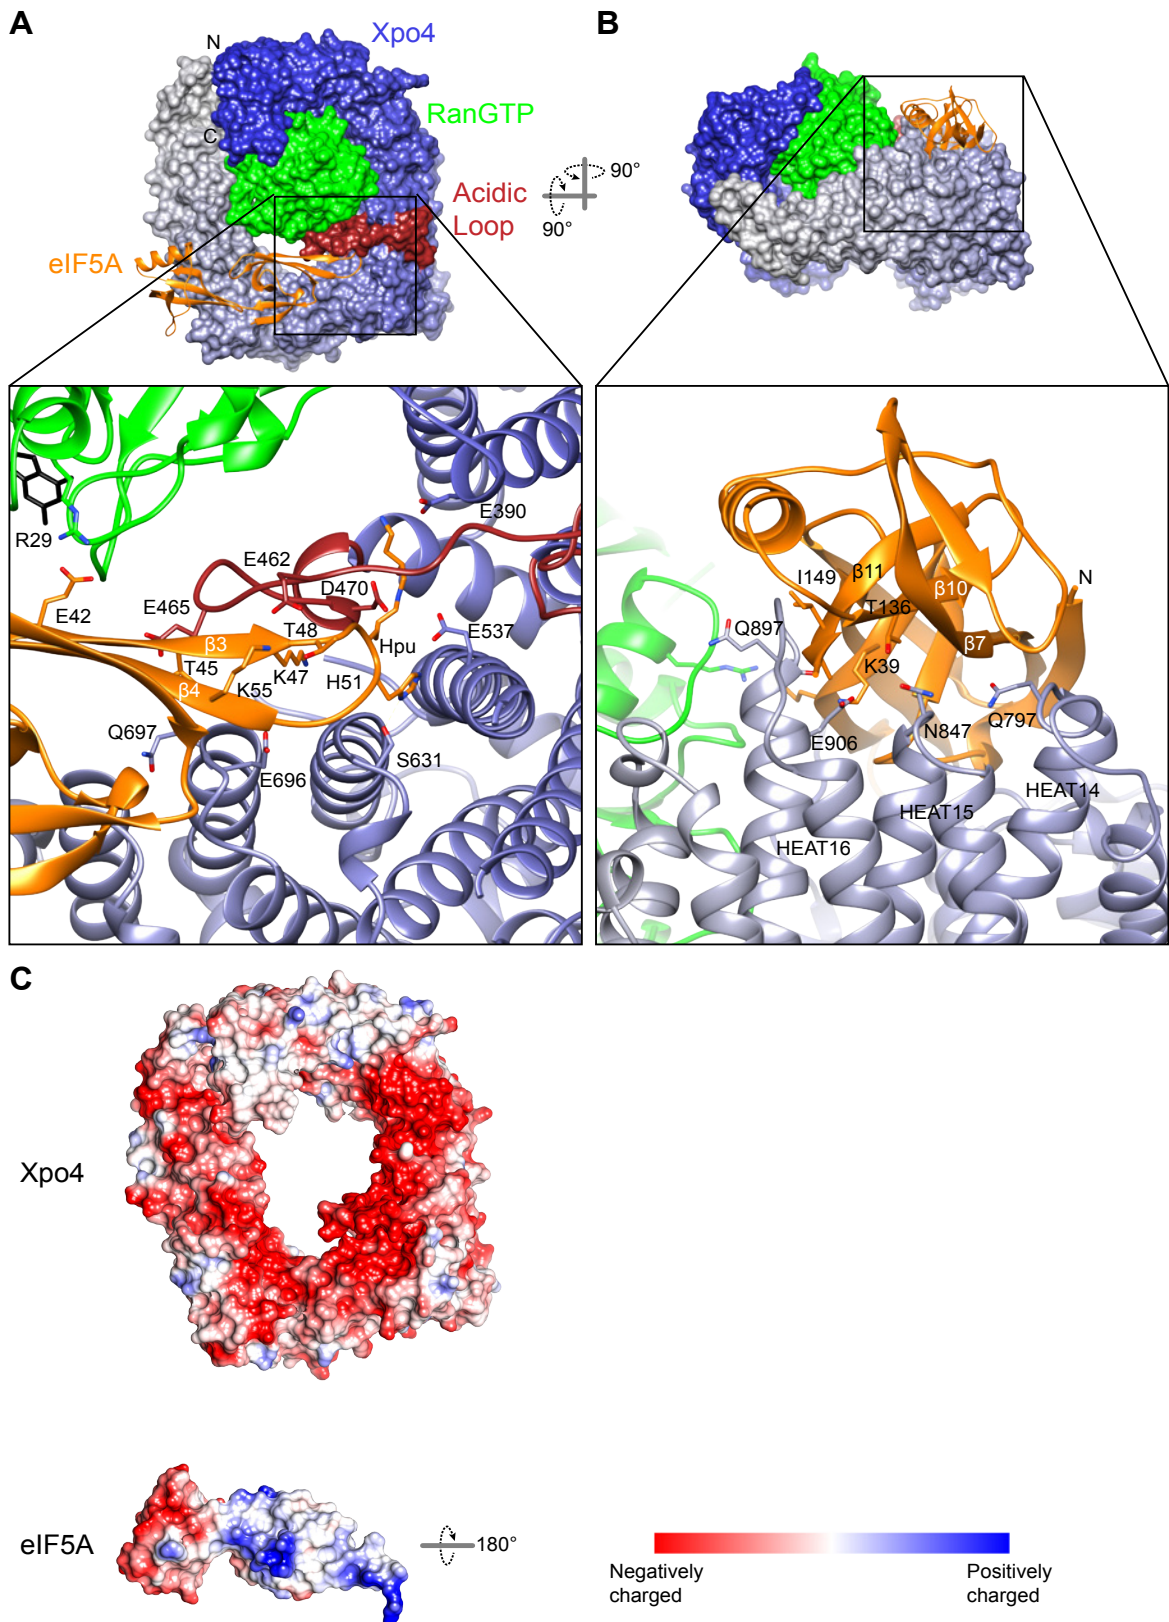 A
B
N
Xpo4
RanGTP
C
Acidic
Loop
90°
90°
eIF5A
R29
E390
E462
D470
E42
E465
β3
T48
E537
T45
Hpu
β4
K55
K47
H51
Q697
S631
E696
I149
β11
T136
β10
N
Q897
β7
K39
N847
Q797
E906
HEAT14
HEAT15
HEAT16
C
Xpo4
eIF5A
180°
Negatively
charged
Positively
charged